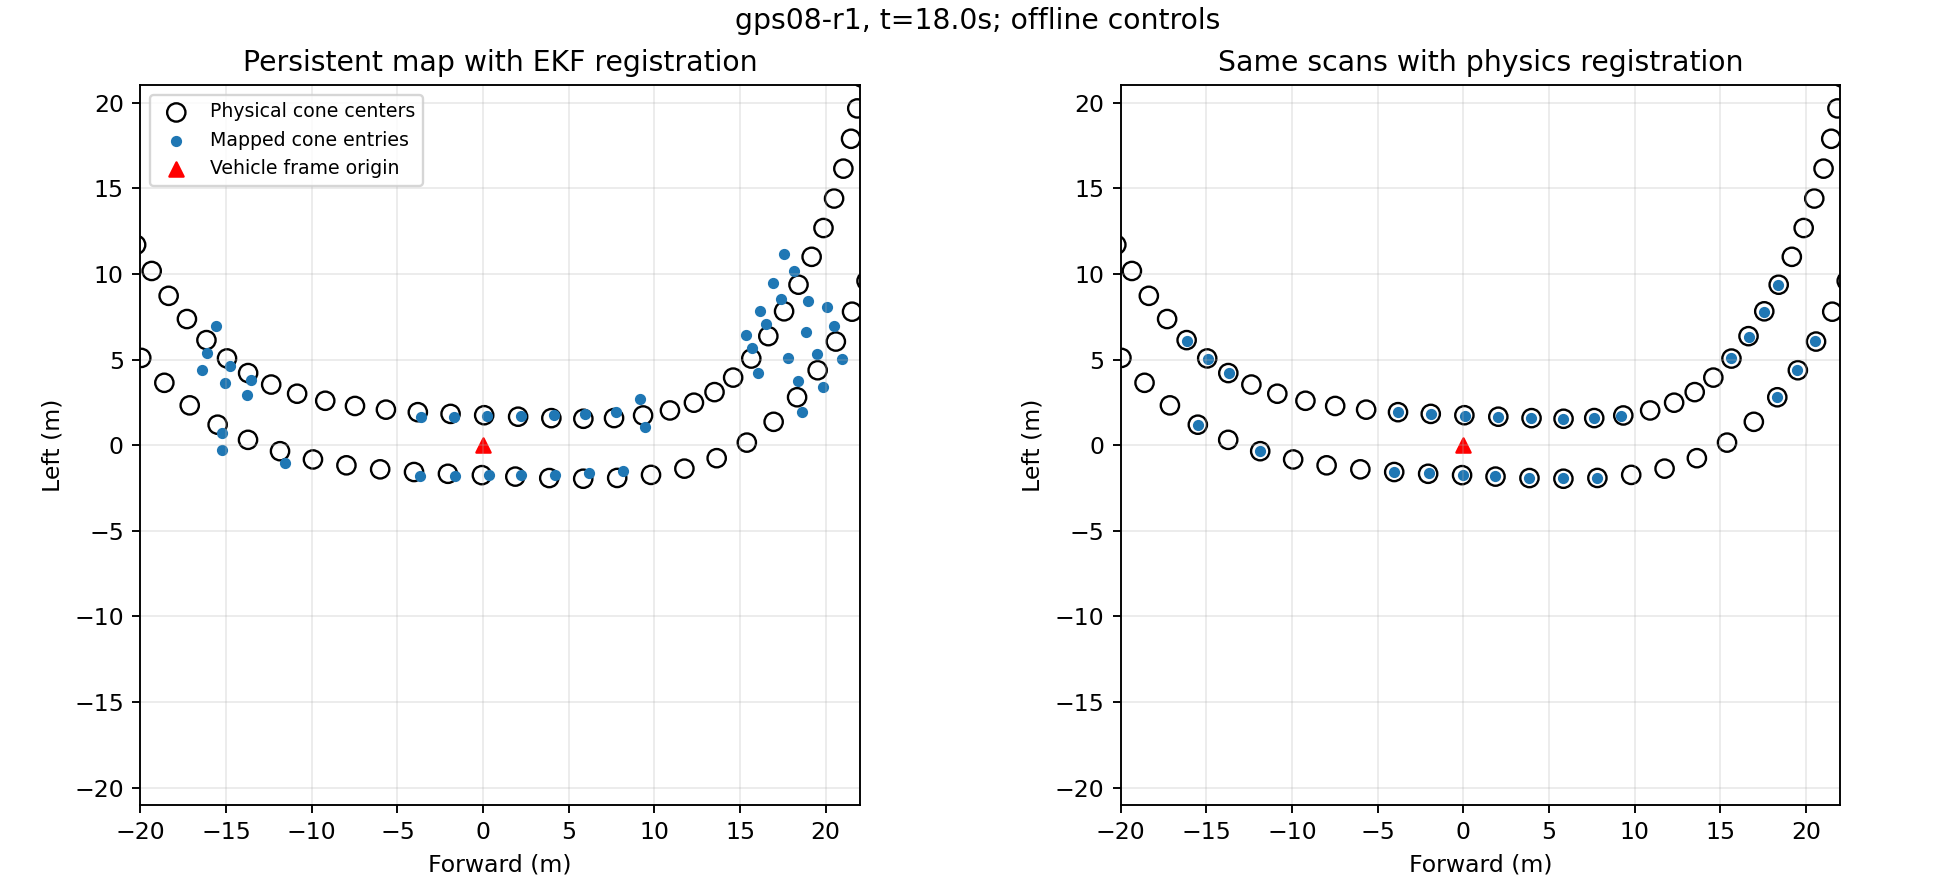 gps08-r1, t=18.0s; offline controls
Persistent map with EKF registration
Same scans with physics registration
Physical cone centers
Mapped cone entries
Vehicle frame origin
20
15
10
5
0
−5
−10
−15
−20
Left (m)
−20 −15 −10 −5 0 5 10 15 20
Forward (m)
20
15
10
5
0
−5
−10
−15
−20
Left (m)
−20 −15 −10 −5 0 5 10 15 20
Forward (m)